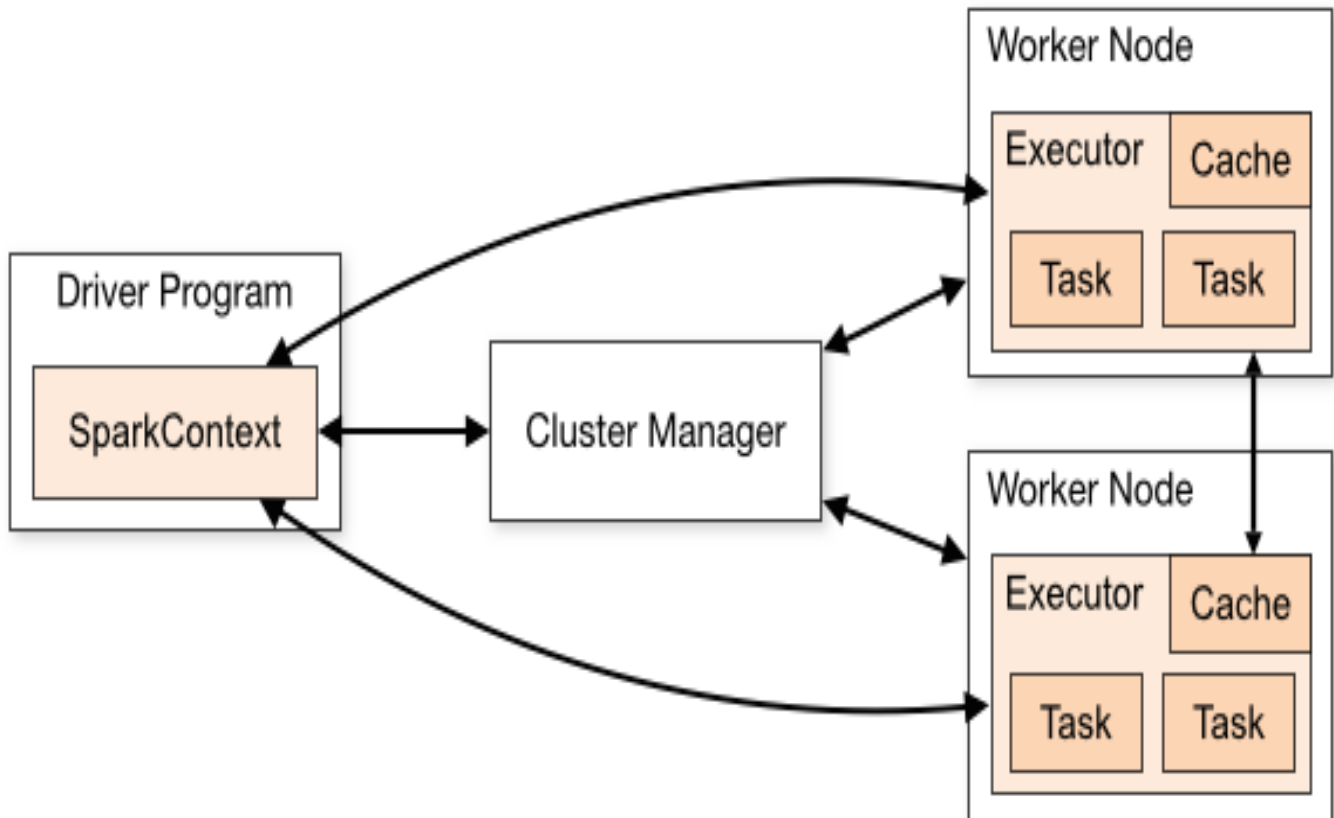 Worker Node
Executor
Cache
Task
Task
Driver Program
SparkContext
Cluster Manager
Worker Node
Executor
Cache
Task
Task